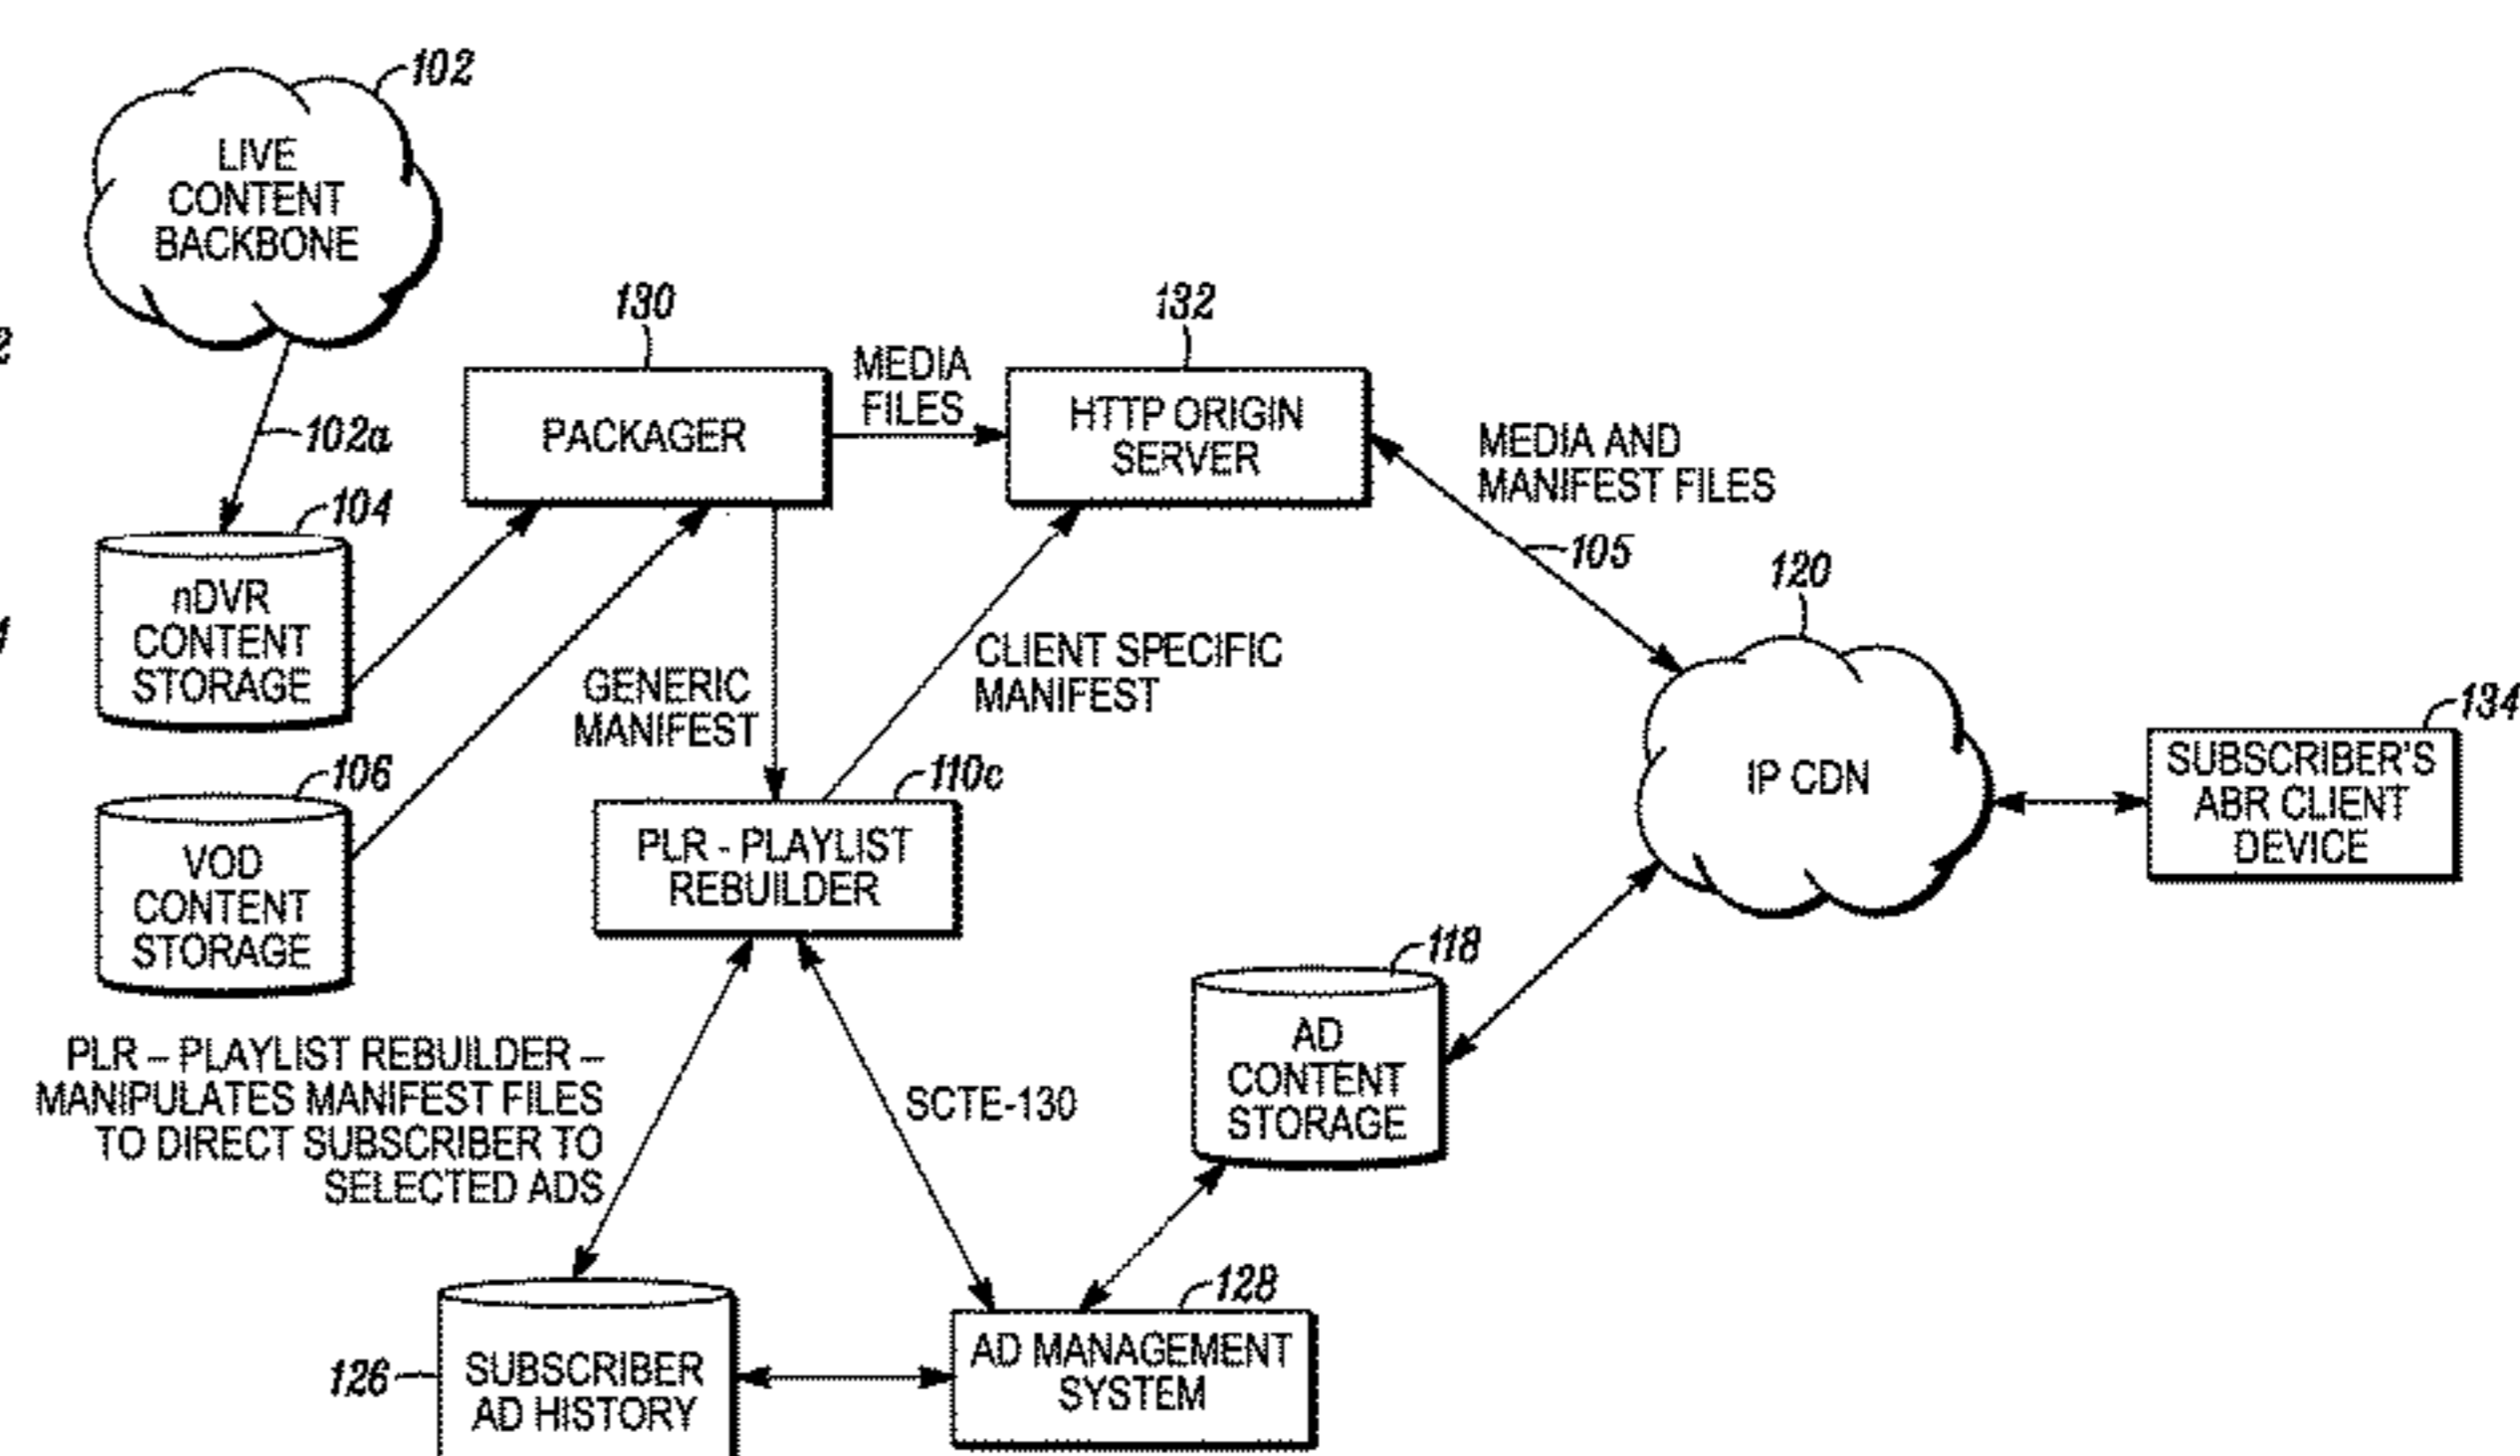 102
LIVE
CONTENT
BACKBONE
102a
130
PACKAGER
MEDIA
FILES
132
HTTP ORIGIN
SERVER
MEDIA AND
MANIFEST FILES
105
104
nDVR
CONTENT
STORAGE
106
VOD
CONTENT
STORAGE
GENERIC
MANIFEST
CLIENT SPECIFIC
MANIFEST
110c
PLR - PLAYLIST
REBUILDER
120
IP CDN
134
SUBSCRIBER'S
ABR CLIENT
DEVICE
118
AD
CONTENT
STORAGE
PLR – PLAYLIST REBUILDER –
MANIPULATES MANIFEST FILES
TO DIRECT SUBSCRIBER TO
SELECTED ADS
SCTE-130
126
SUBSCRIBER
AD HISTORY
128
AD MANAGEMENT
SYSTEM